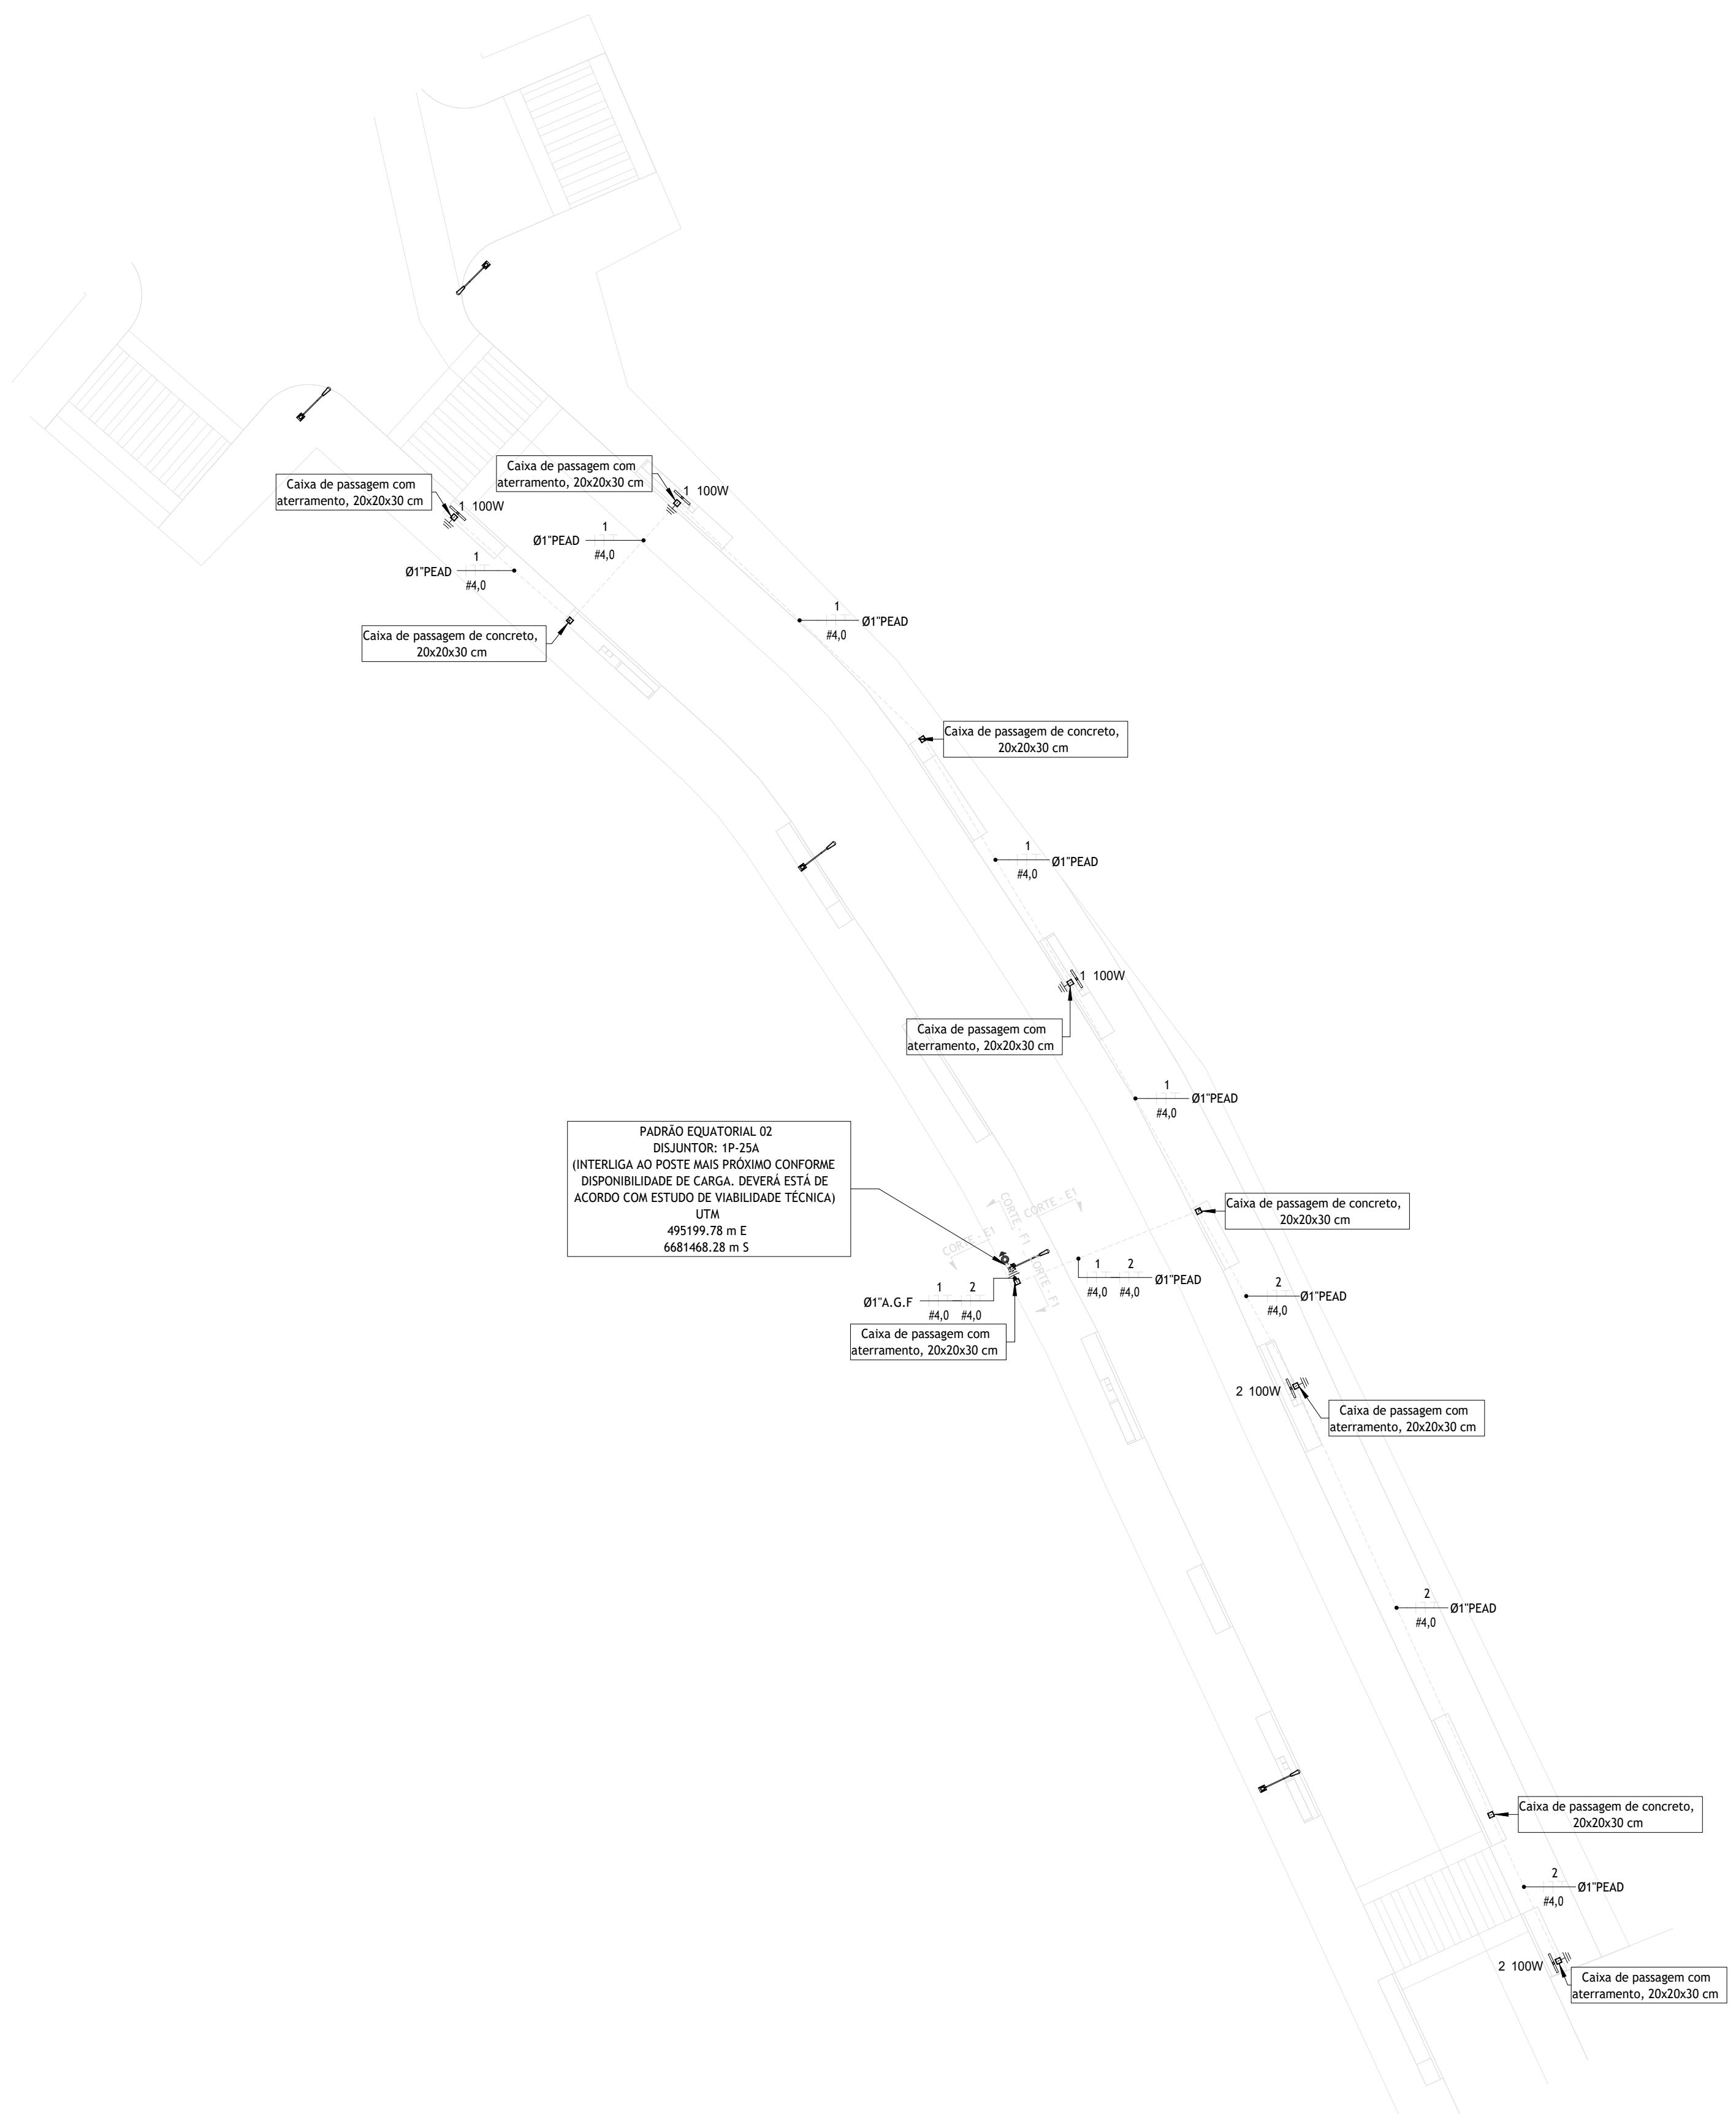 Caixa de passagem com
aterramento, 20x20x30 cm
1 100W
Caixa de passagem com
aterramento, 20x20x30 cm
1 100W
1
Ø1"PEAD
#4,0
1
Ø1"PEAD
#4,0
Caixa de passagem de concreto,
20x20x30 cm
1
Ø1"PEAD
#4,0
Caixa de passagem de concreto,
20x20x30 cm
1
Ø1"PEAD
#4,0
1 100W
Caixa de passagem com
aterramento, 20x20x30 cm
1
Ø1"PEAD
#4,0
PADRÃO EQUATORIAL 02
DISJUNTOR: 1P-25A
(INTERLIGA AO POSTE MAIS PRÓXIMO CONFORME
DISPONIBILIDADE DE CARGA. DEVERÁ ESTÁ DE
ACORDO COM ESTUDO DE VIABILIDADE TÉCNICA)
UTM
495199.78 m E
6681468.28 m S
CORTE - E1
CORTE - F1
CORTE - E1
CORTE - F1
Caixa de passagem de concreto,
20x20x30 cm
1 2
Ø1"PEAD
#4,0 #4,0
1 2
Ø1"A.G.F
#4,0 #4,0
Caixa de passagem com
aterramento, 20x20x30 cm
2
Ø1"PEAD
#4,0
2 100W
Caixa de passagem com
aterramento, 20x20x30 cm
2
Ø1"PEAD
#4,0
Caixa de passagem de concreto,
20x20x30 cm
2
Ø1"PEAD
#4,0
2 100W
Caixa de passagem com
aterramento, 20x20x30 cm